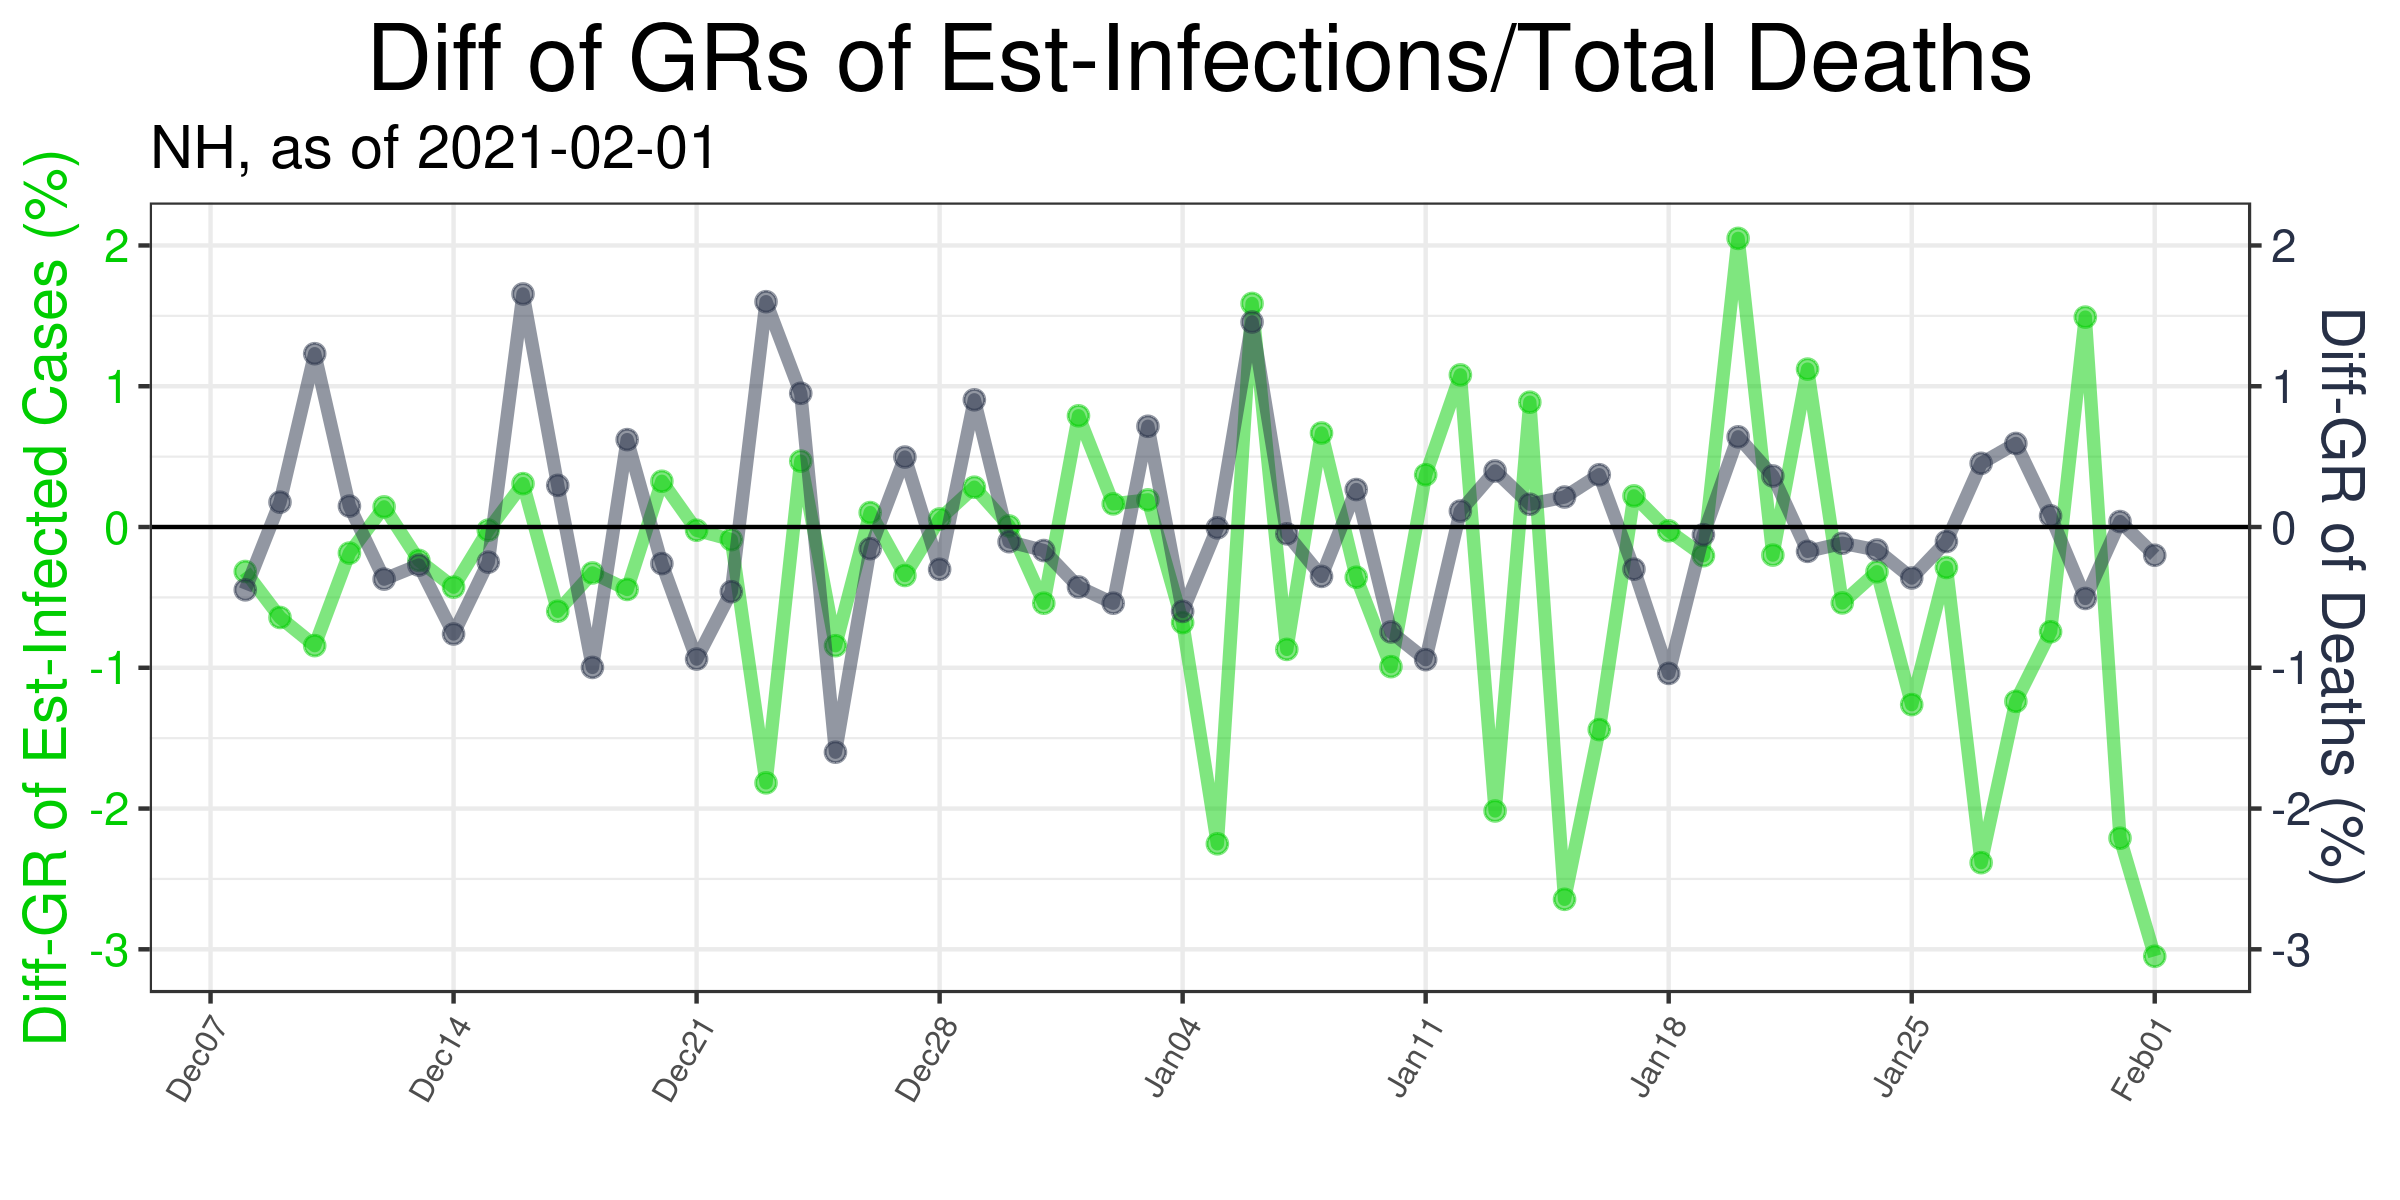 Diff of GRs of Est-Infections/Total Deaths
NH, as of 2021-02-01
Diff-GR of Est-Infected Cases (%)
2
1
0
-1
-2
-3
2
1
0
-1
-2
-3
Diff-GR of Deaths (%)
Dec07
Dec14
Dec21
Dec28
Jan04
Jan11
Jan18
Jan25
Feb01